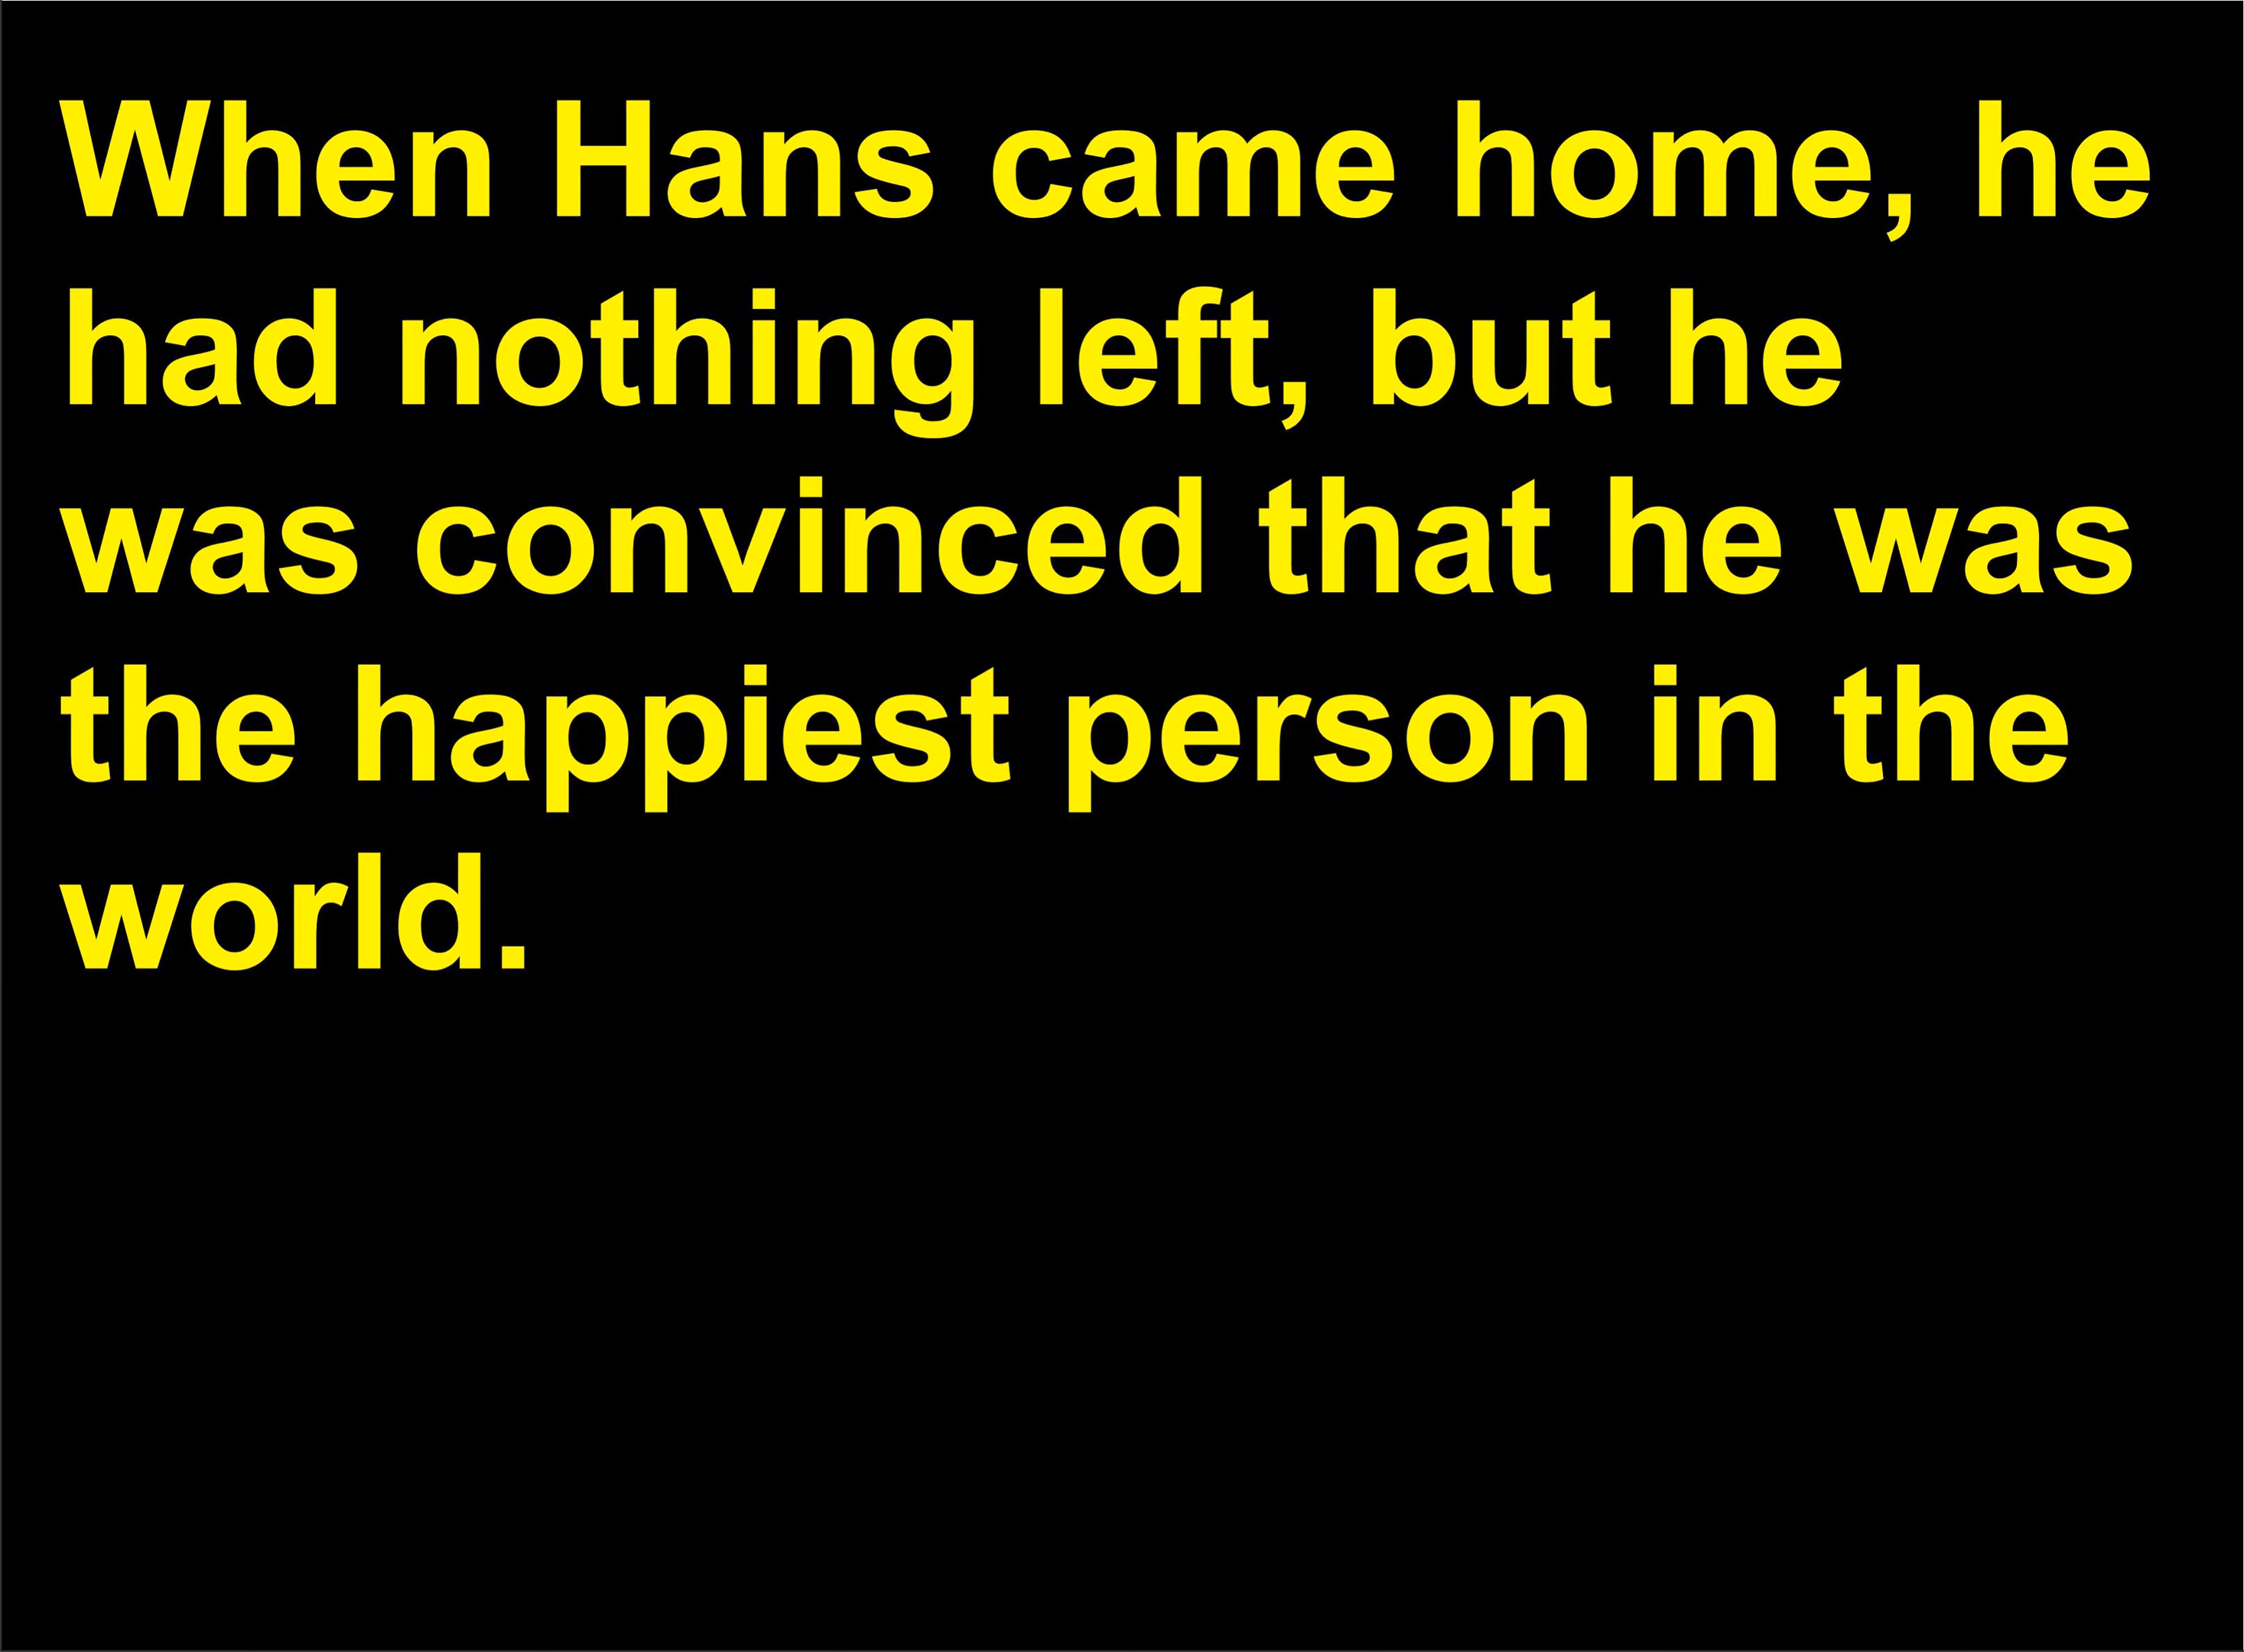 When Hans came home, he
had nothing left, but he
was convinced that he was
the happiest person in the
world.